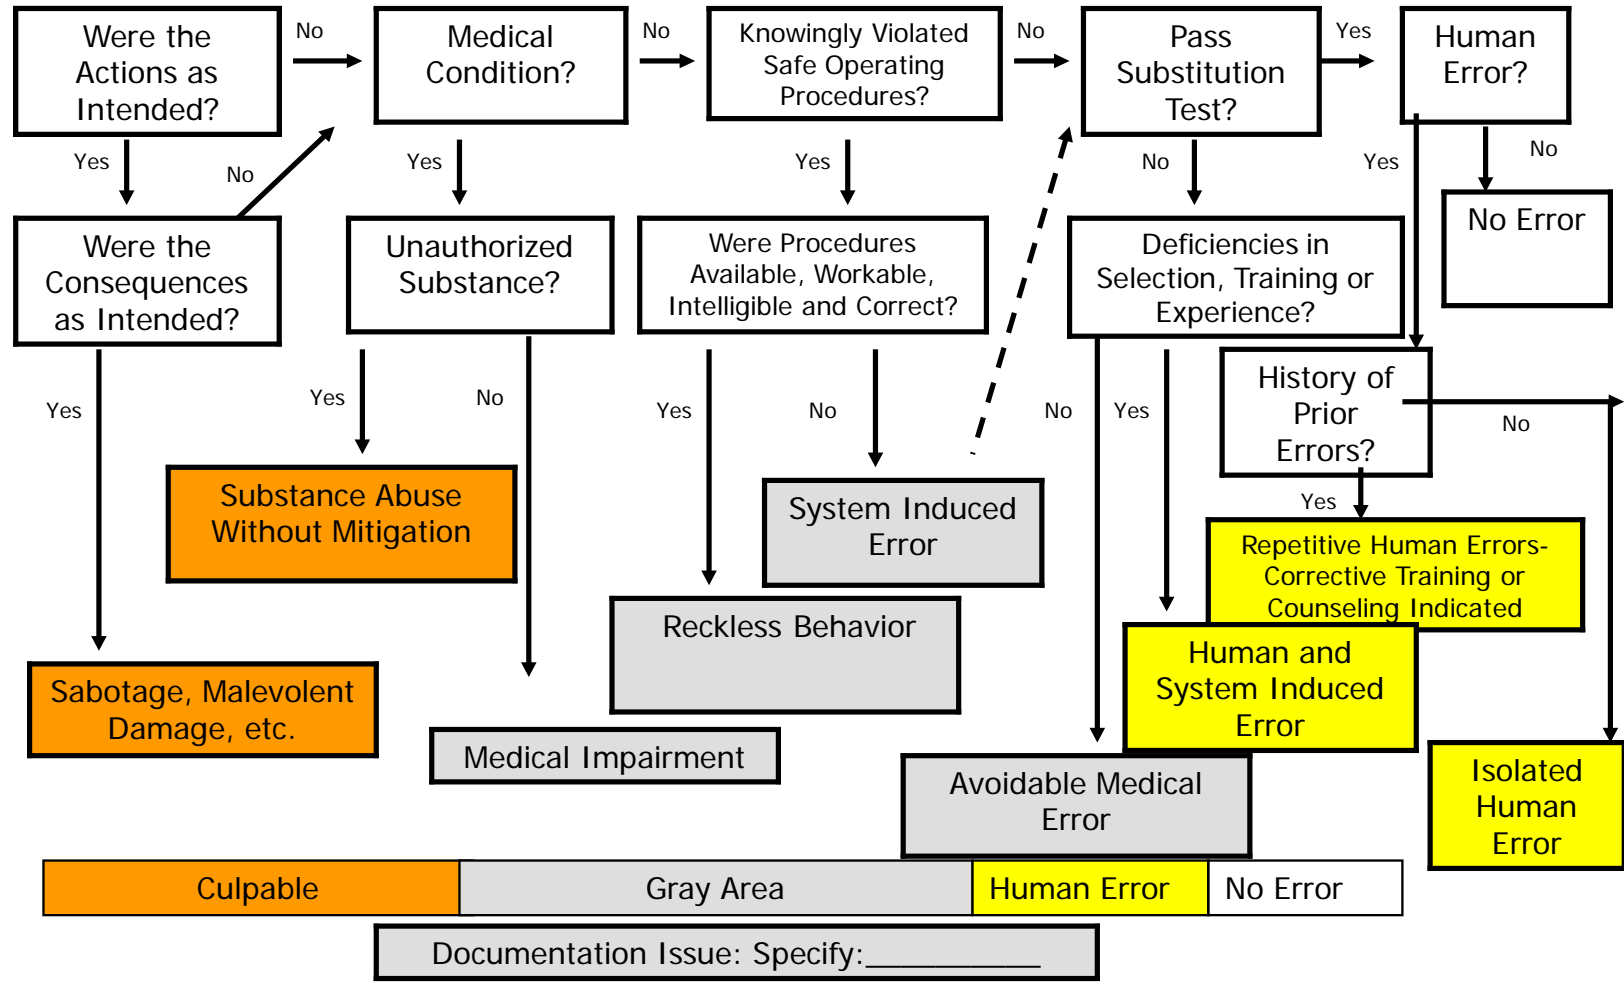 Were the
Actions as
Intended?
No
Medical
Condition?
No
Knowingly Violated
Safe Operating
Procedures?
No
Pass
Substitution
Test?
Yes
Human
Error?
Yes
No
Yes
Yes
No
Yes
No
Were the
Consequences
as Intended?
Unauthorized
Substance?
Were Procedures
Available, Workable,
Intelligible and Correct?
Deficiencies in
Selection, Training or
Experience?
No Error
Yes
Yes
No
Yes
No
No
Yes
History of
Prior
Errors?
No
Yes
Substance Abuse
Without Mitigation
System Induced
Error
Repetitive Human Errors-
Corrective Training or
Counseling Indicated
Reckless Behavior
Human and
System Induced
Error
Sabotage, Malevolent
Damage, etc.
Medical Impairment
Avoidable Medical
Error
Isolated
Human
Error
Culpable
Gray Area
Human Error
No Error
Documentation Issue: Specify:__________